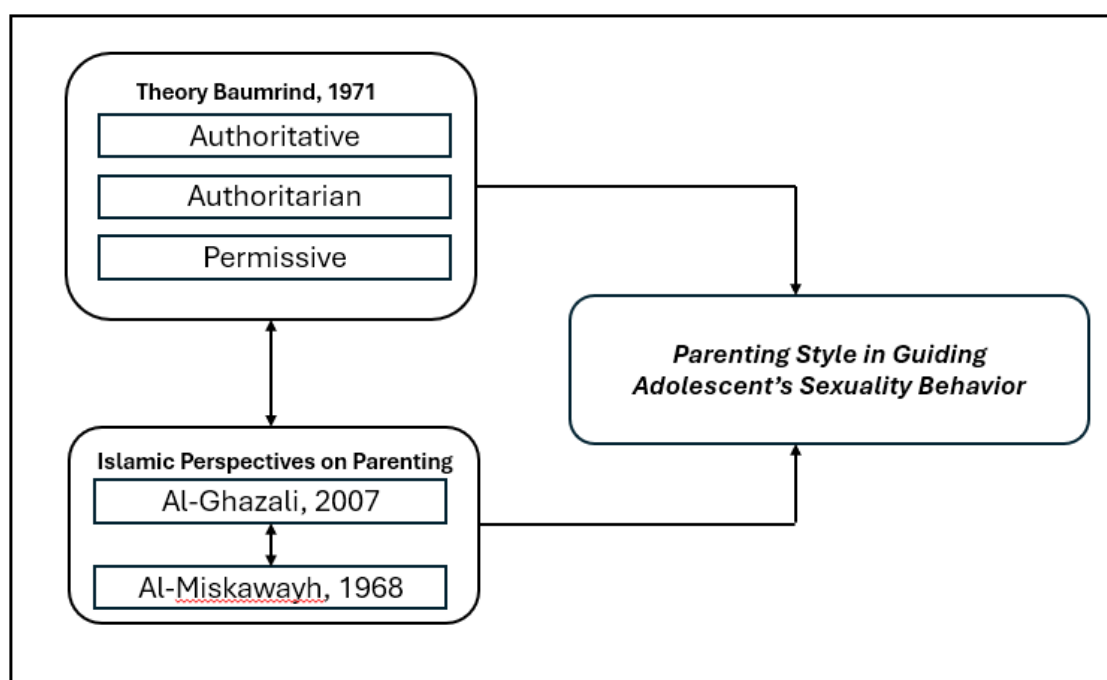 Theory Baumrind, 1971
Authoritative
Authoritarian
Permissive
Islamic Perspectives on Parenting
Al-Ghazali, 2007
Al-Miskawayh, 1968
Parenting Style in Guiding
Adolescent's Sexuality Behavior